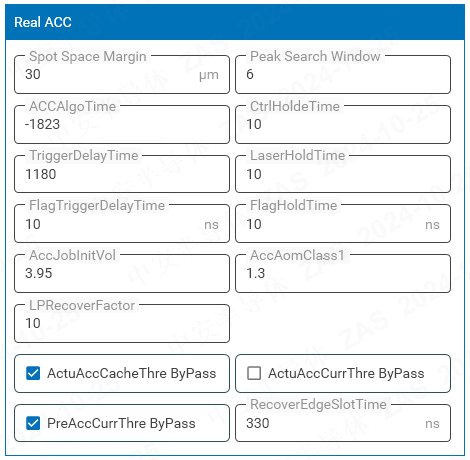 Real ACC
Spot Space Margin
30 µm
Peak Search Window
6
ACCAlgoTime
-1823
CtrlHoldeTime
10
TriggerDelayTime
1180
LaserHoldTime
10
FlagTriggerDelayTime
10 ns
FlagHoldTime
10 ns
AccJobInitVol
3.95
AccAomClass1
1.3
LPRecoverFactor
10
ActuAccCacheThre ByPass
ActuAccCurrThre ByPass
PreAccCurrThre ByPass
RecoverEdgeSlotTime
330 ns